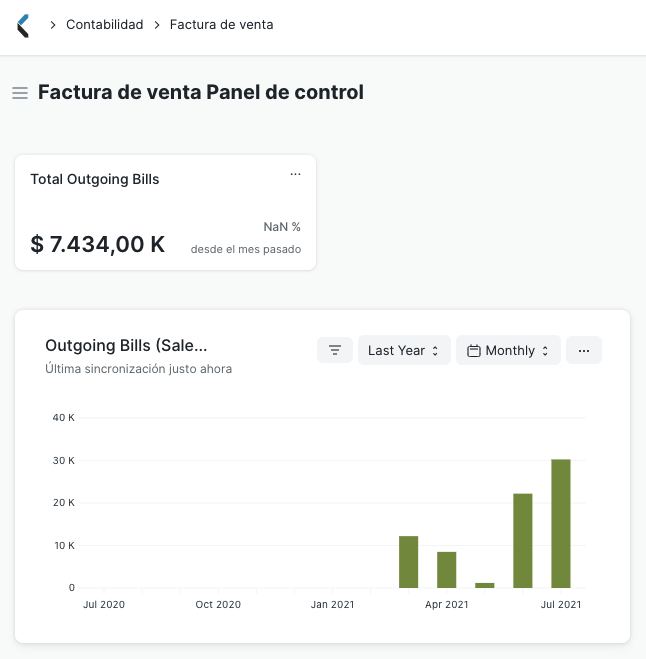 Contabilidad
Factura de venta
Factura de venta Panel de control
Total Outgoing Bills
...
$ 7.434,00 K
NaN %
desde el mes pasado
Outgoing Bills (Sale...
Última sincronización justo ahora
Last Year
Monthly
...
40 K
30 K
20 K
10 K
0
Jul 2020 Oct 2020 Jan 2021 Apr 2021 Jul 2021